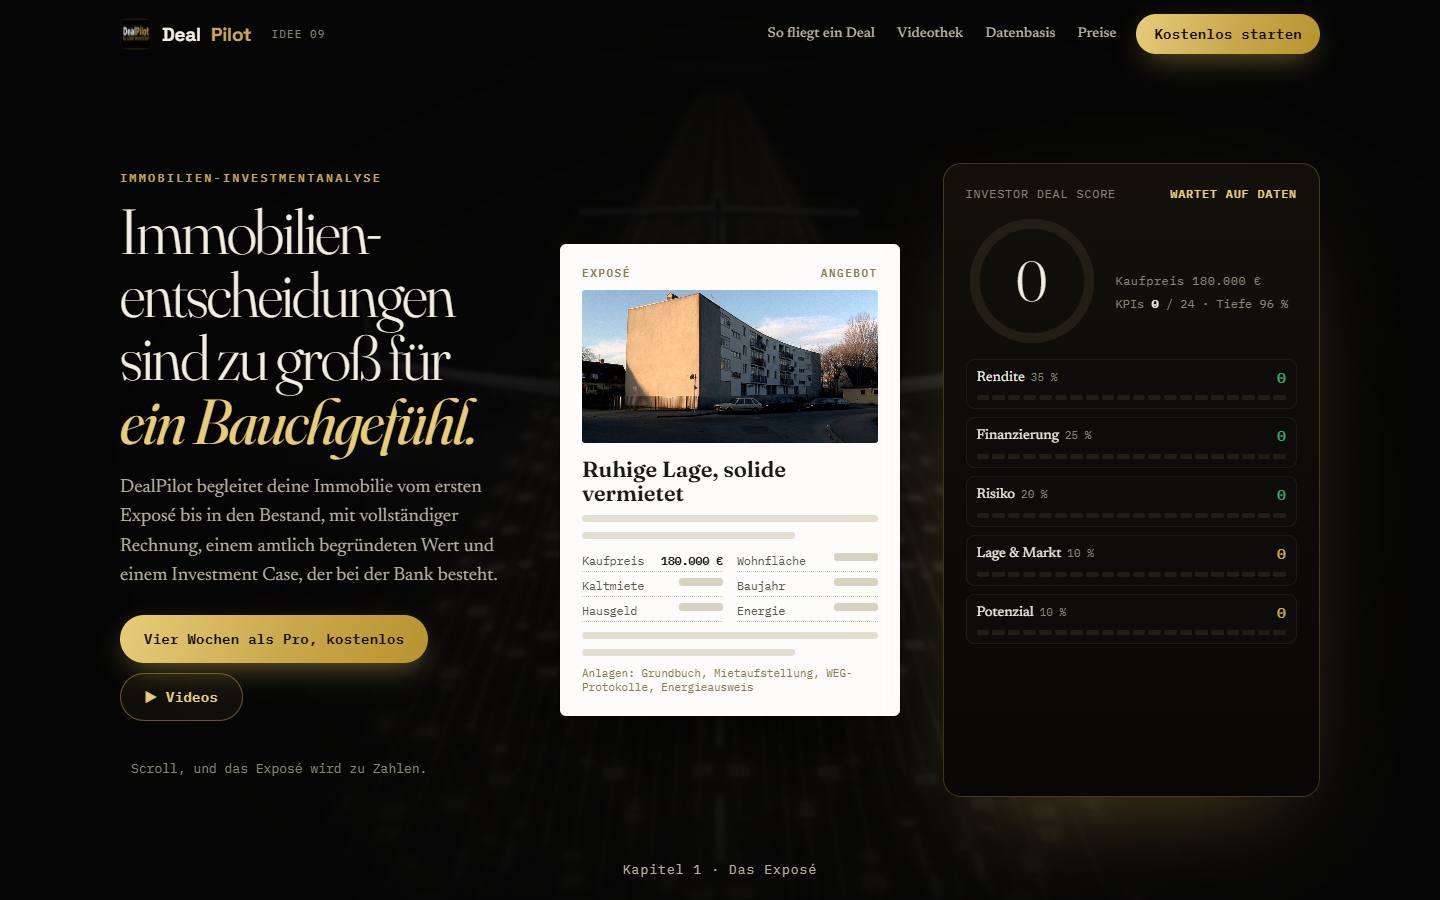 DealPilot
Deal Pilot IDEE 09
So fliegt ein Deal Videothek Datenbasis Preise Kostenlos starten
IMMOBILIEN-INVESTMENTANALYSE
Immobilien-
entscheidungen
sind zu groß für
ein Bauchgefühl.
DealPilot begleitet deine Immobilie vom ersten
Exposé bis in den Bestand, mit vollständiger
Rechnung, einem amtlich begründeten Wert und
einem Investment Case, der bei der Bank besteht.
Vier Wochen als Pro, kostenlos
▶ Videos
Scroll, und das Exposé wird zu Zahlen.
EXPOSÉ ANGEBOT
Ruhige Lage, solide
vermietet
Kaufpreis 180.000 € Wohnfläche
Kaltmiete Baujahr
Hausgeld Energie
Anlagen: Grundbuch, Mietaufstellung, WEG-
Protokolle, Energieausweis
INVESTOR DEAL SCORE WARTET AUF DATEN
0
Kaufpreis 180.000 €
KPIs 0 / 24 · Tiefe 96 %
Rendite 35 % 0
Finanzierung 25 % 0
Risiko 20 % 0
Lage & Markt 10 % 0
Potenzial 10 % 0
Kapitel 1 · Das Exposé